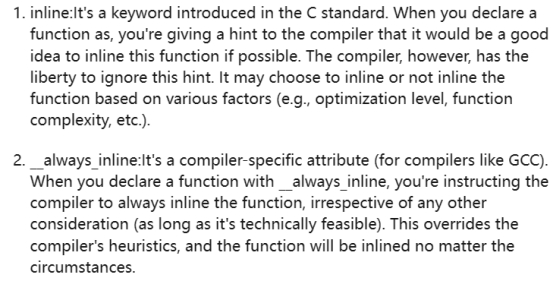 1. inline:It's a keyword introduced in the C standard. When you declare a
function as, you're giving a hint to the compiler that it would be a good
idea to inline this function if possible. The compiler, however, has the
liberty to ignore this hint. It may choose to inline or not inline the
function based on various factors (e.g., optimization level, function
complexity, etc.).
2. __always_inline:It's a compiler-specific attribute (for compilers like GCC).
When you declare a function with __always_inline, you're instructing the
compiler to always inline the function, irrespective of any other
consideration (as long as it's technically feasible). This overrides the
compiler's heuristics, and the function will be inlined no matter the
circumstances.